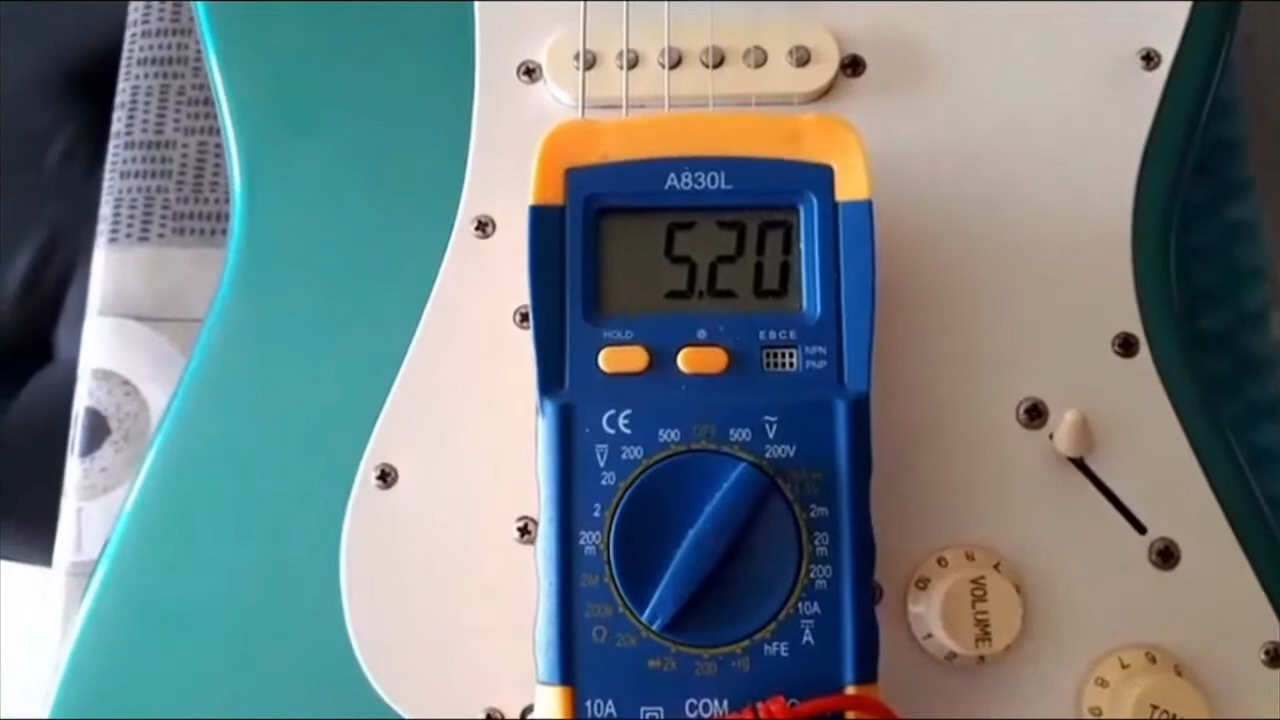 A830L
5.20
HOLD
EBCE
NPN
PNP
CE
500
OFF
500
V
V
200
200V
20
2
2m
200
m
20
m
2M
200
m
200k
10A
A
Ω
20k
hFE
2k
200
10A
COM
VOLUME